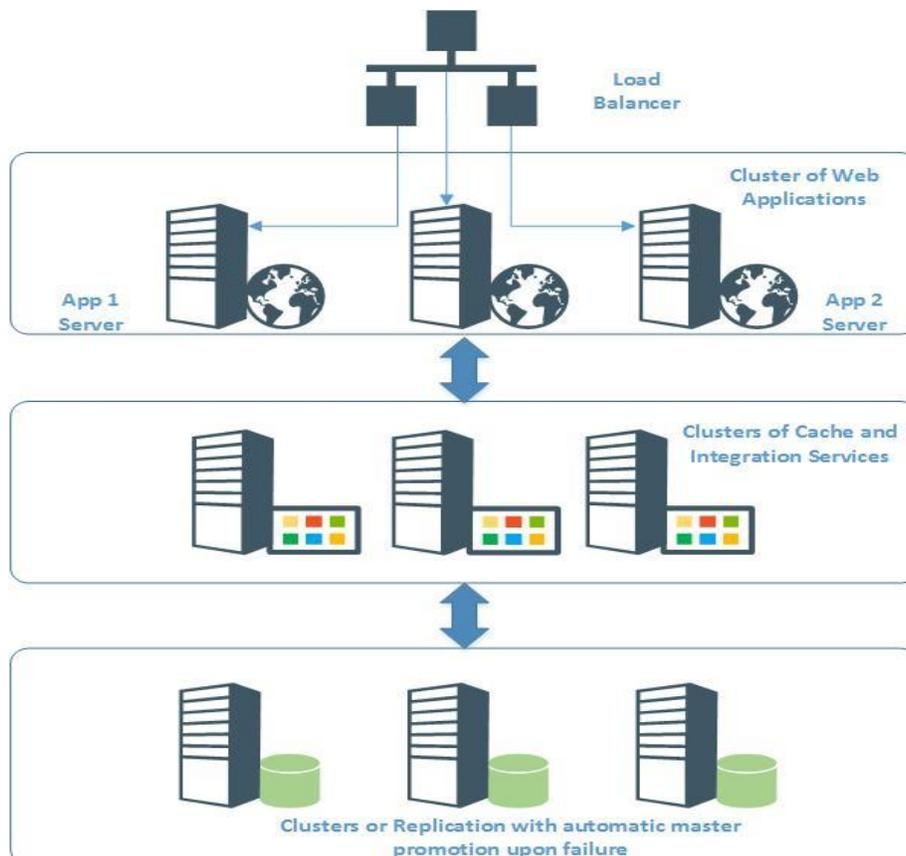 Load
Balancer
Cluster of Web
Applications
App 1
Server
App 2
Server
Clusters of Cache and
Integration Services
Clusters or Replication with automatic master
promotion upon failure